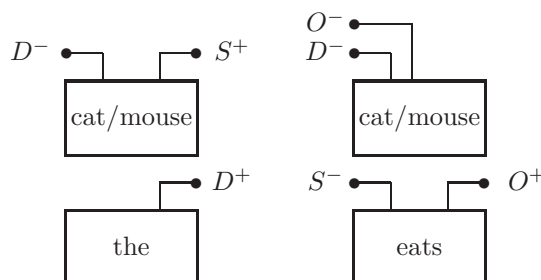 O⁻
D⁻ S⁺ D⁻
cat/mouse cat/mouse
D⁺ S⁻ O⁺
the eats